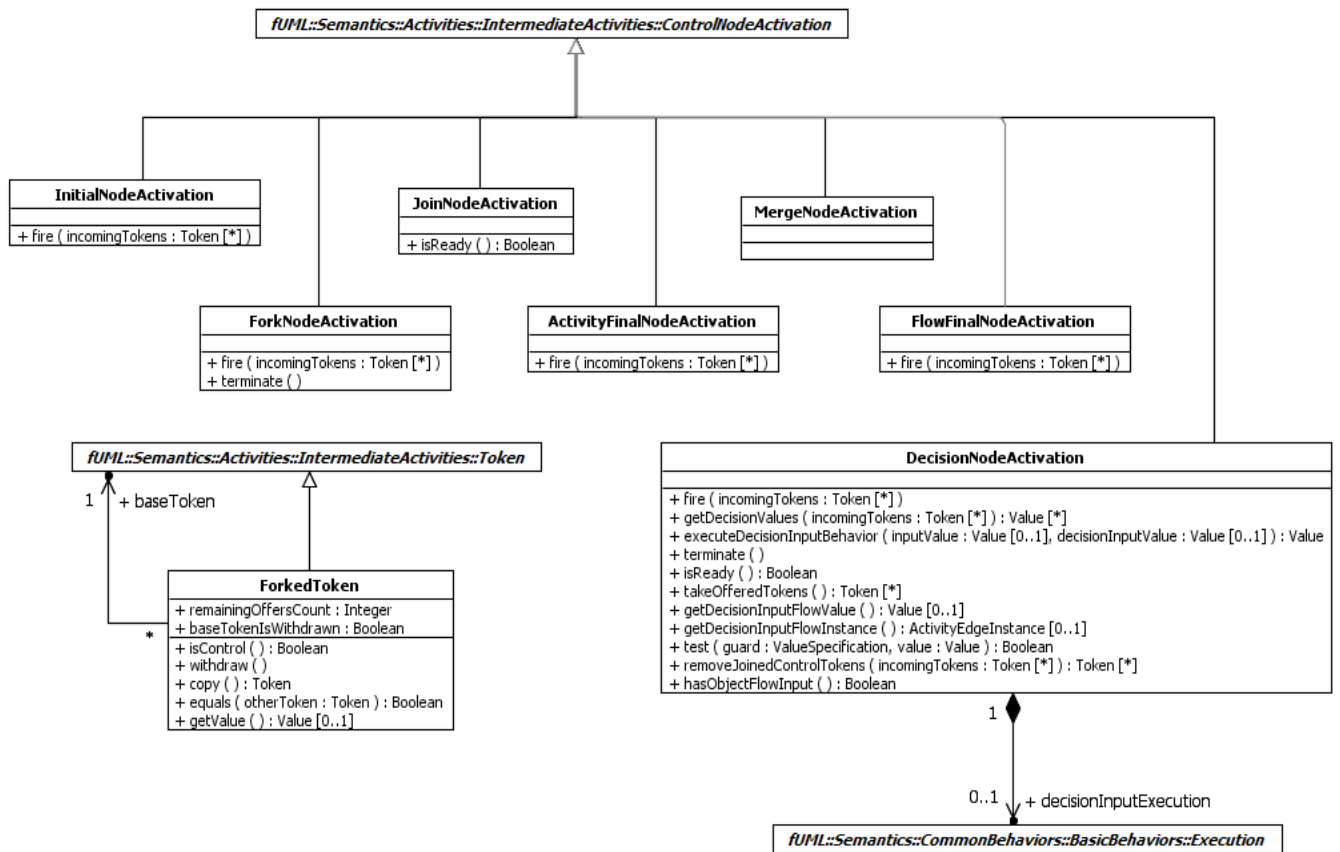 fUML::Semantics::Activities::IntermediateActivities::ControlNodeActivation
InitialNodeActivation
+ fire ( incomingTokens : Token [*] )
JoinNodeActivation
+ isReady ( ) : Boolean
MergeNodeActivation
ForkNodeActivation
+ fire ( incomingTokens : Token [*] )
+ terminate ( )
ActivityFinalNodeActivation
+ fire ( incomingTokens : Token [*] )
FlowFinalNodeActivation
+ fire ( incomingTokens : Token [*] )
fUML::Semantics::Activities::IntermediateActivities::Token
1
+ baseToken
*
ForkedToken
+ remainingOffersCount : Integer
+ baseTokenIsWithdrawn : Boolean
+ isControl ( ) : Boolean
+ withdraw ( )
+ copy ( ) : Token
+ equals ( otherToken : Token ) : Boolean
+ getValue ( ) : Value [0..1]
DecisionNodeActivation
+ fire ( incomingTokens : Token [*] )
+ getDecisionValues ( incomingTokens : Token [*] ) : Value [*]
+ executeDecisionInputBehavior ( inputValue : Value [0..1], decisionInputValue : Value [0..1] ) : Value
+ terminate ( )
+ isReady ( ) : Boolean
+ takeOfferedTokens ( ) : Token [*]
+ getDecisionInputFlowValue ( ) : Value [0..1]
+ getDecisionInputFlowInstance ( ) : ActivityEdgeInstance [0..1]
+ test ( guard : ValueSpecification, value : Value ) : Boolean
+ removeJoinedControlTokens ( incomingTokens : Token [*] ) : Token [*]
+ hasObjectFlowInput ( ) : Boolean
1
0..1
+ decisionInputExecution
fUML::Semantics::CommonBehaviors::BasicBehaviors::Execution